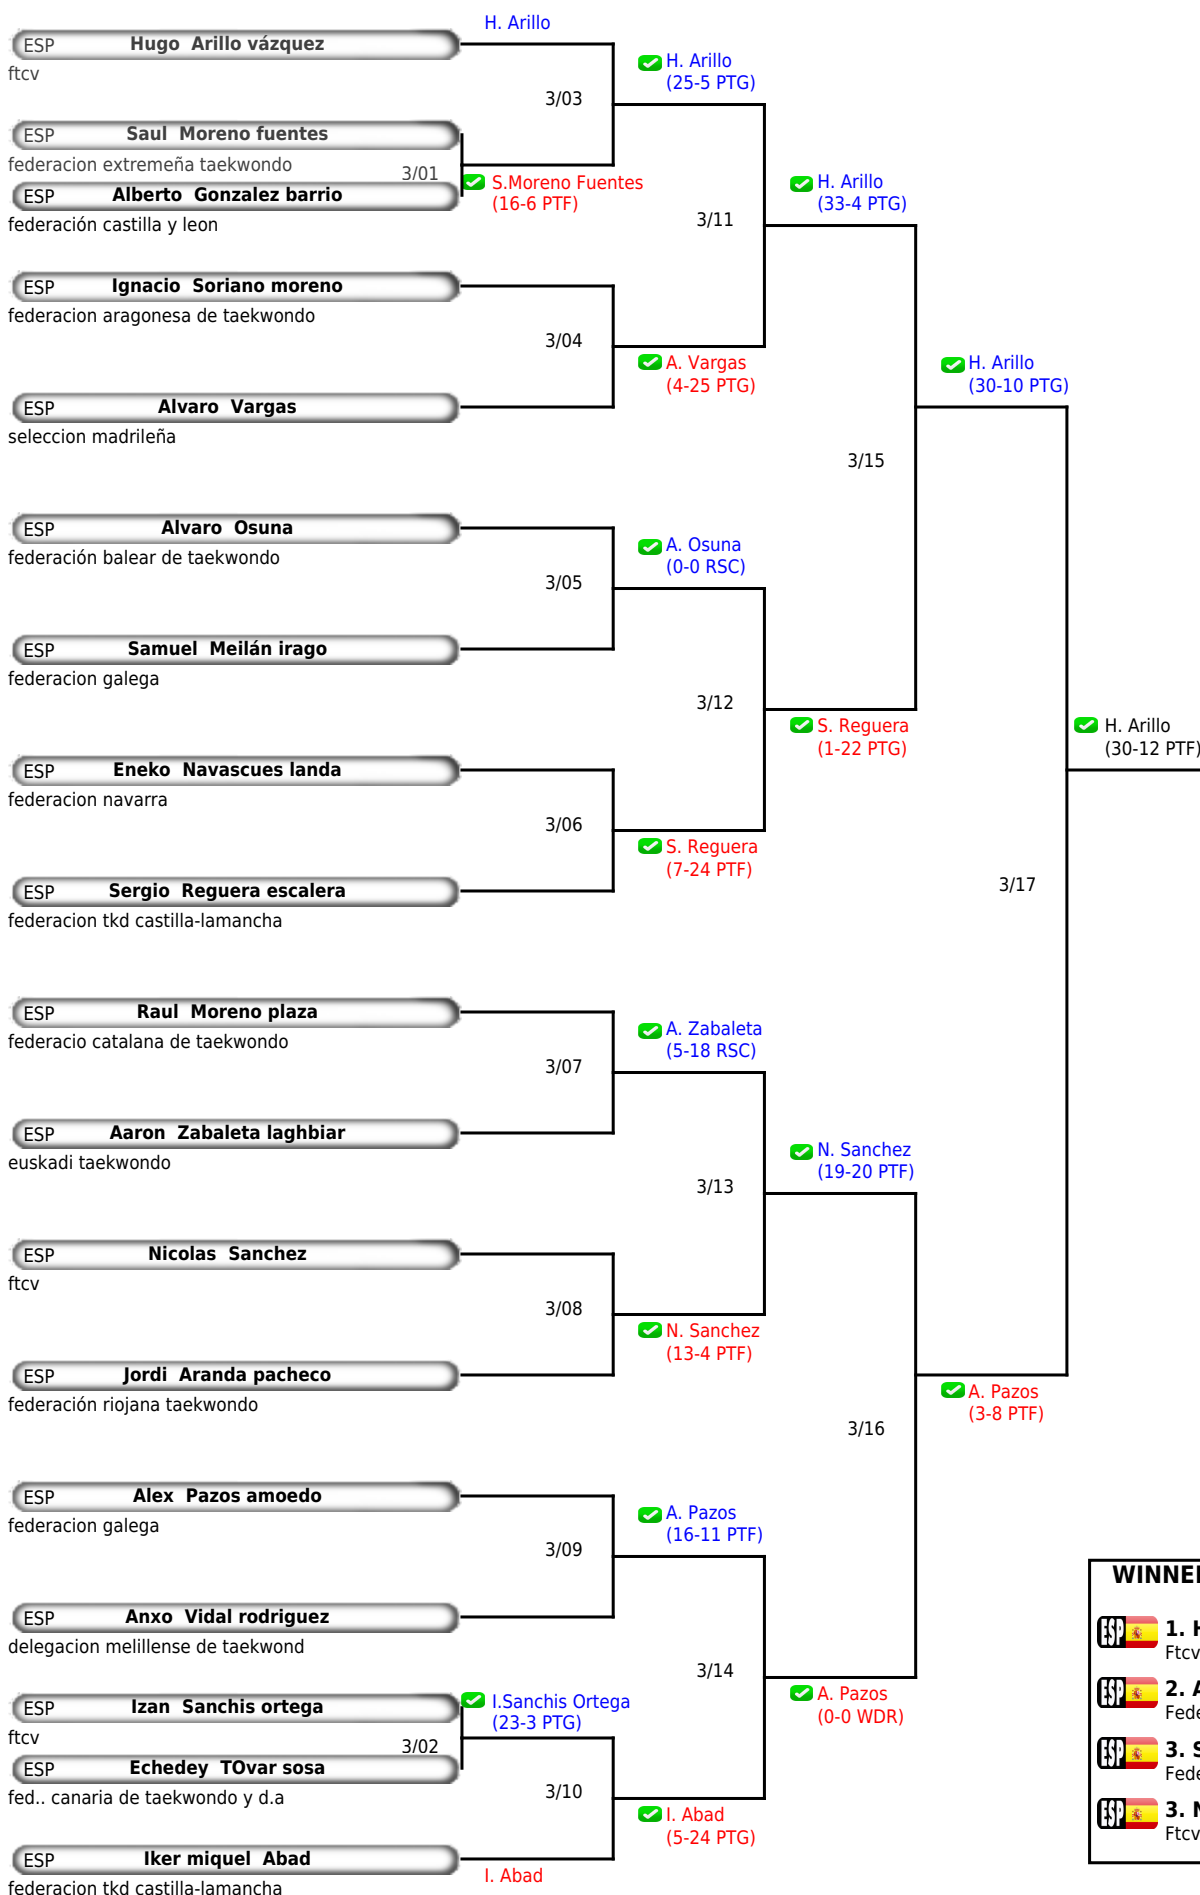 H. Arillo
ESP Hugo Arillo vázquez
ftcv
H. Arillo
(25-5 PTG)
3/03
ESP Saul Moreno fuentes
federacion extremeña taekwondo
3/01
S.Moreno Fuentes
(16-6 PTF)
ESP Alberto Gonzalez barrio
federación castilla y leon
H. Arillo
(33-4 PTG)
3/11
ESP Ignacio Soriano moreno
federacion aragonesa de taekwondo
3/04
A. Vargas
(4-25 PTG)
H. Arillo
(30-10 PTG)
ESP Alvaro Vargas
seleccion madrileña
3/15
ESP Alvaro Osuna
federación balear de taekwondo
A. Osuna
(0-0 RSC)
3/05
ESP Samuel Meilán irago
federacion galega
3/12
S. Reguera
(1-22 PTG)
H. Arillo
(30-12 PTF)
ESP Eneko Navascues landa
federacion navarra
3/06
S. Reguera
(7-24 PTF)
ESP Sergio Reguera escalera
federacion tkd castilla-lamancha
3/17
ESP Raul Moreno plaza
federacio catalana de taekwondo
A. Zabaleta
(5-18 RSC)
3/07
ESP Aaron Zabaleta laghbiar
euskadi taekwondo
N. Sanchez
(19-20 PTF)
3/13
ESP Nicolas Sanchez
ftcv
3/08
N. Sanchez
(13-4 PTF)
ESP Jordi Aranda pacheco
federación riojana taekwondo
A. Pazos
(3-8 PTF)
3/16
ESP Alex Pazos amoedo
federacion galega
A. Pazos
(16-11 PTF)
3/09
ESP Anxo Vidal rodriguez
delegacion melillense de taekwond
3/14
A. Pazos
(0-0 WDR)
ESP Izan Sanchis ortega
ftcv
I.Sanchis Ortega
(23-3 PTG)
3/02
ESP Echedey TOvar sosa
fed.. canaria de taekwondo y d.a
3/10
I. Abad
(5-24 PTG)
ESP Iker miquel Abad
federacion tkd castilla-lamancha
I. Abad
ESP 1. H
Ftcv
ESP 2. A
Fede
ESP 3. S
Fede
ESP 3. N
Ftcv